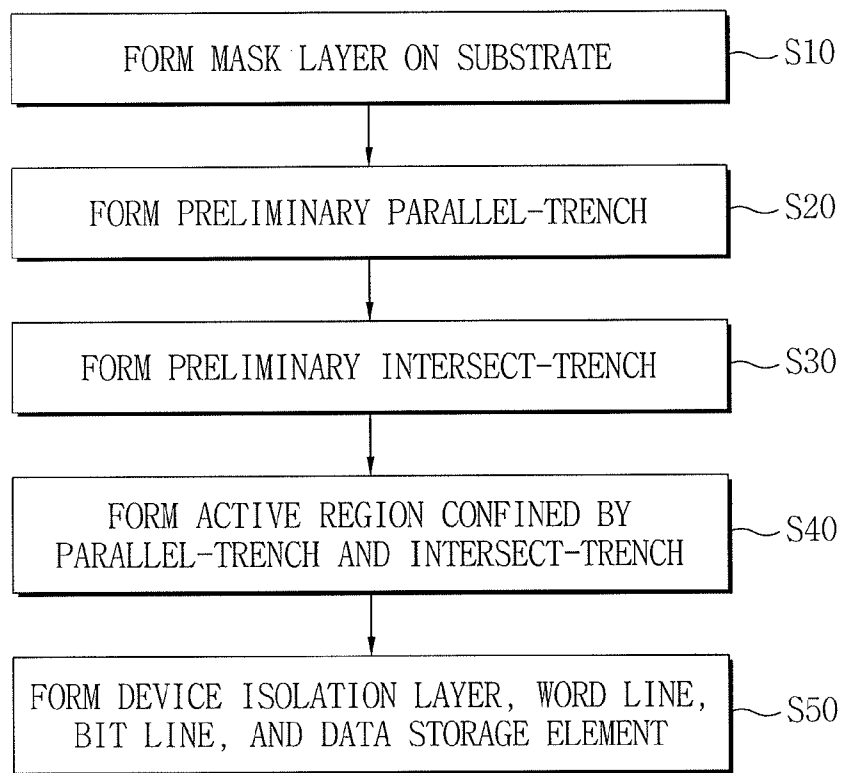 FORM MASK LAYER ON SUBSTRATE
S10
FORM PRELIMINARY PARALLEL-TRENCH
S20
FORM PRELIMINARY INTERSECT-TRENCH
S30
FORM ACTIVE REGION CONFINED BY
PARALLEL-TRENCH AND INTERSECT-TRENCH
S40
FORM DEVICE ISOLATION LAYER, WORD LINE,
BIT LINE, AND DATA STORAGE ELEMENT
S50